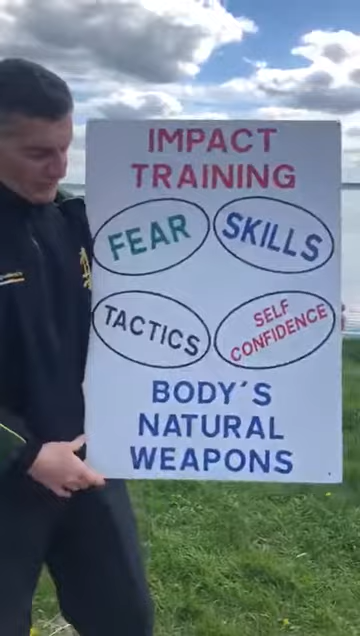 IMPACT
TRAINING
FEAR
SKILLS
TACTICS
SELF
CONFIDENCE
BODY´S
NATURAL
WEAPONS